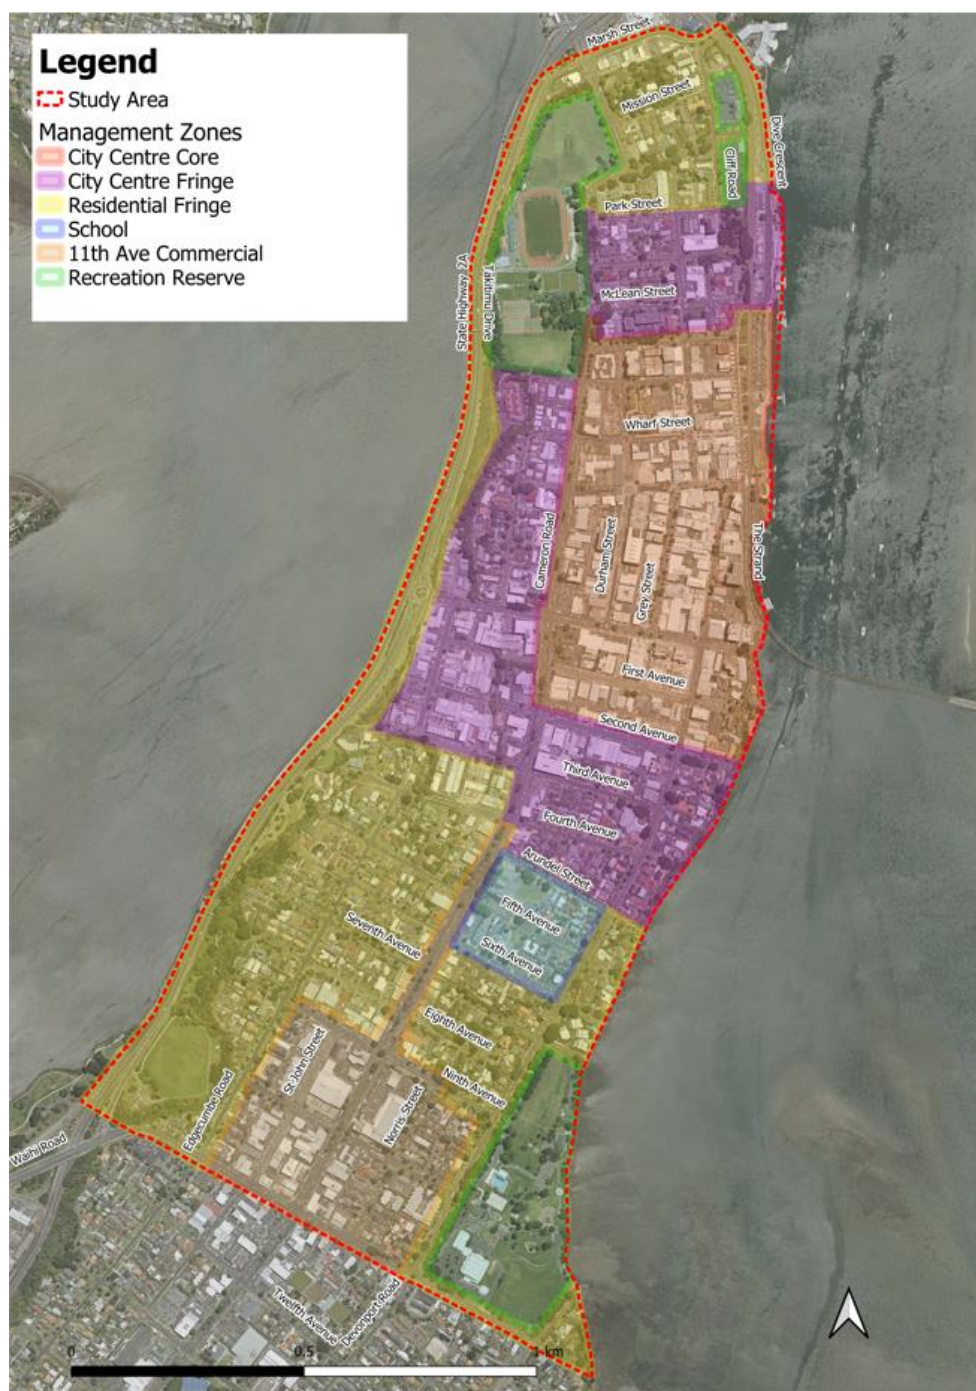 Legend
Study Area
Management Zones
City Centre Core
City Centre Fringe
Residential Fringe
School
11th Ave Commercial
Recreation Reserve
Marsh Street
Mission Street
Dive Crescent
Cliff Road
Park Street
McLean Street
State Highway 2A
Takitimu Drive
Wharf Street
Cameron Road
Durham Street
Grey Street
The Strand
First Avenue
Second Avenue
Third Avenue
Fourth Avenue
Arundel Street
Fifth Avenue
Sixth Avenue
Seventh Avenue
Eighth Avenue
Ninth Avenue
St John Street
Norris Street
Edgecumbe Road
Waihi Road
Twelfth Avenue
Devonport Road
0 0.5 1 km